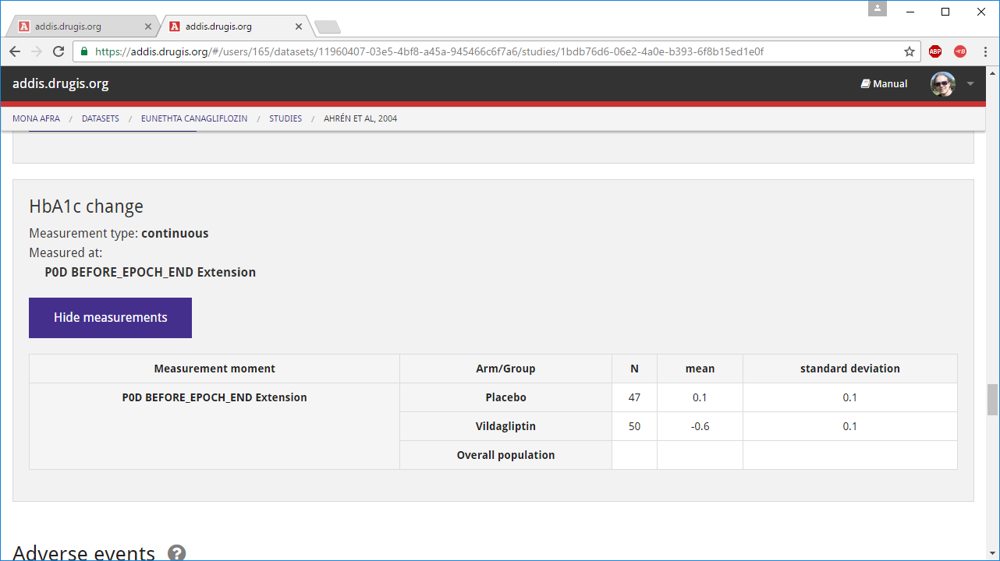 addis.drugis.org
addis.drugis.org
https://addis.drugis.org/#/users/165/datasets/11960407-03e5-4bf8-a45a-945466c6f7a6/studies/1bdb76d6-06e2-4a0e-b393-6f8b15ed1e0f
ABP
addis.drugis.org
Manual
MONA AFRA / DATASETS / EUNETHTA CANAGLIFLOZIN / STUDIES / AHRÉN ET AL, 2004
HbA1c change
Measurement type: continuous
Measured at:
P0D BEFORE_EPOCH_END Extension
Hide measurements
Measurement moment Arm/Group N mean standard deviation
P0D BEFORE_EPOCH_END Extension Placebo 47 0.1 0.1
Vildagliptin 50 -0.6 0.1
Overall population
Adverse events ?